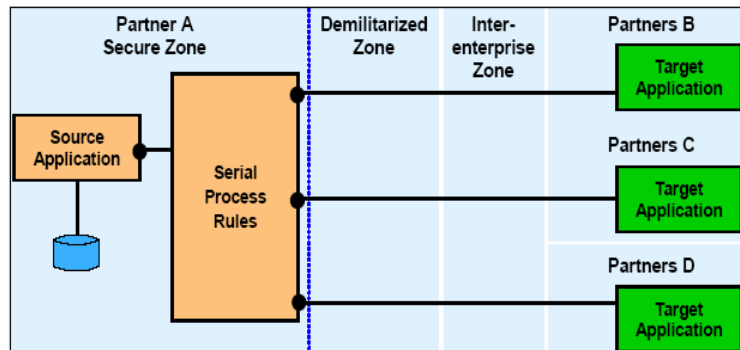 Partner A
Secure Zone
Demilitarized
Zone
Inter-
enterprise
Zone
Partners B
Target
Application
Source
Application
Serial
Process
Rules
Partners C
Target
Application
Partners D
Target
Application